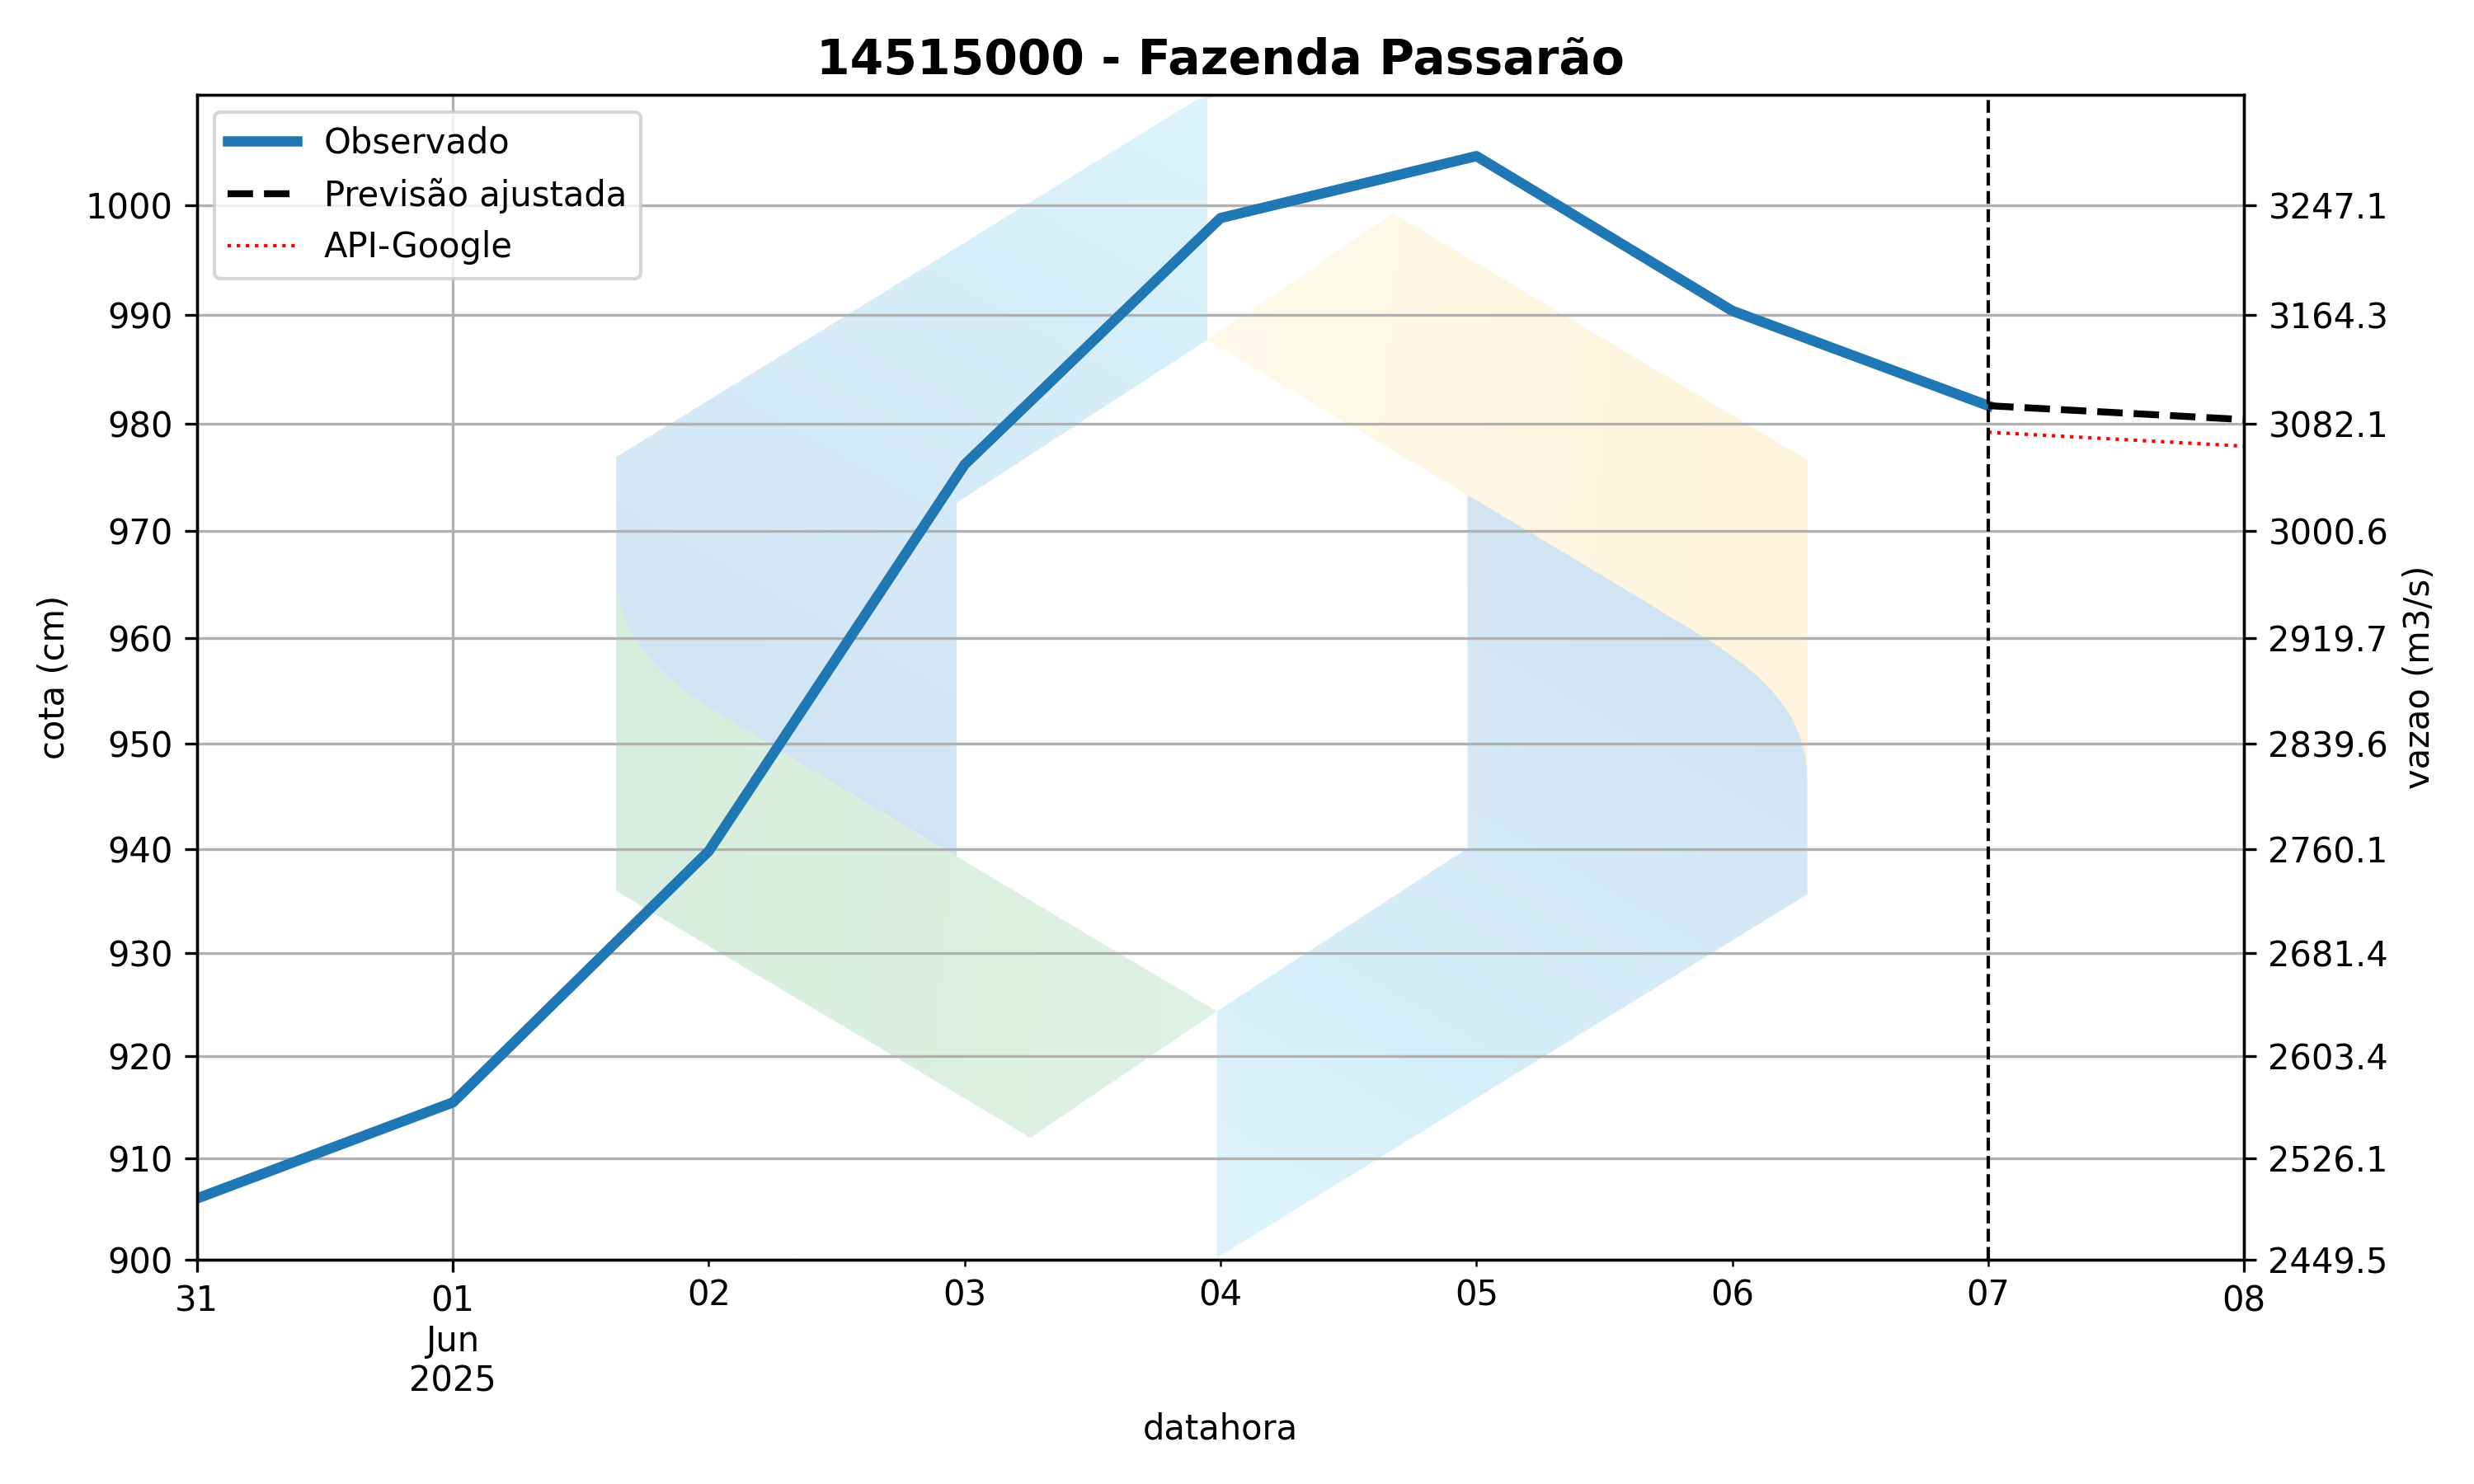 14515000 - Fazenda Passarão
Observado
Previsão ajustada
API-Google
1000
990
980
970
960
950
940
930
920
910
900
cota (cm)
3247.1
3164.3
3082.1
3000.6
2919.7
2839.6
2760.1
2681.4
2603.4
2526.1
2449.5
vazao (m3/s)
31 01 02 03 04 05 06 07 08
Jun
2025
datahora